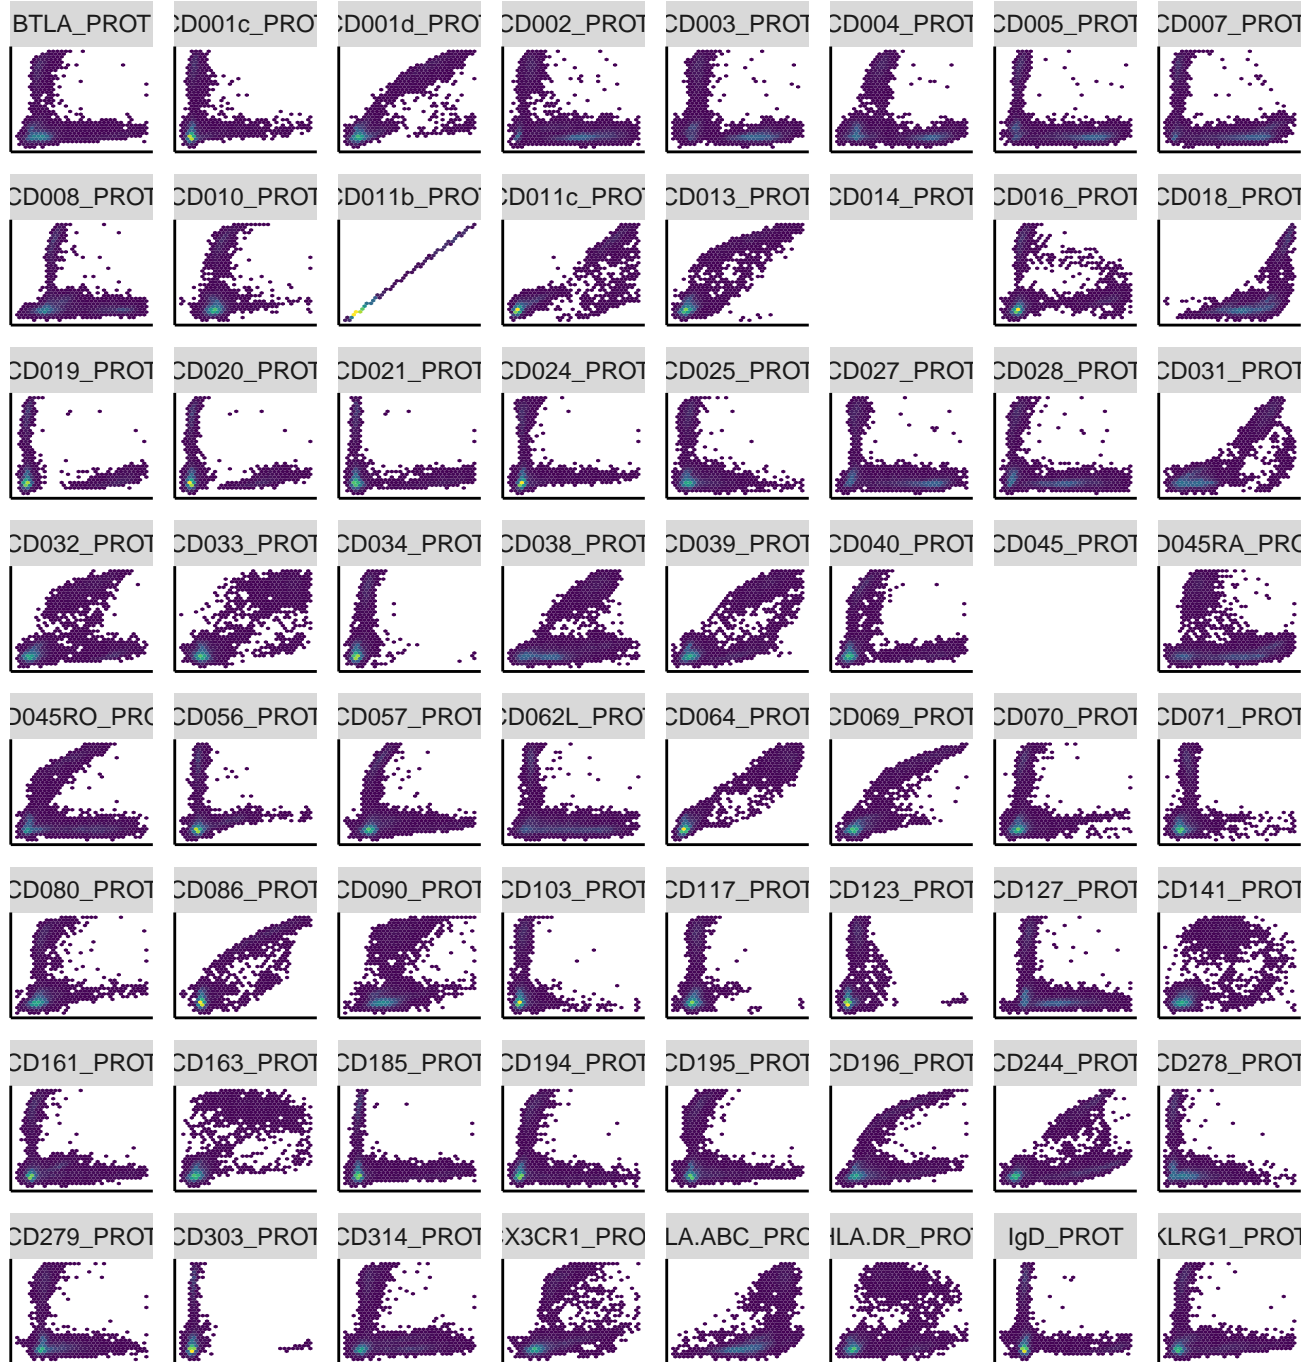 BTLA_PROT CD001c_PROT CD001d_PROT CD002_PROT CD003_PROT CD004_PROT CD005_PROT CD007_PROT
CD008_PROT CD010_PROT CD011b_PROT CD011c_PROT CD013_PROT CD014_PROT CD016_PROT CD018_PROT
CD019_PROT CD020_PROT CD021_PROT CD024_PROT CD025_PROT CD027_PROT CD028_PROT CD031_PROT
CD032_PROT CD033_PROT CD034_PROT CD038_PROT CD039_PROT CD040_PROT CD045_PROT D045RA_PRO
D045RO_PRO CD056_PROT CD057_PROT CD062L_PROT CD064_PROT CD069_PROT CD070_PROT CD071_PROT
CD080_PROT CD086_PROT CD090_PROT CD103_PROT CD117_PROT CD123_PROT CD127_PROT CD141_PROT
CD161_PROT CD163_PROT CD185_PROT CD194_PROT CD195_PROT CD196_PROT CD244_PROT CD278_PROT
CD279_PROT CD303_PROT CD314_PROT CX3CR1_PRO LA.ABC_PRO HLA.DR_PROT IgD_PROT KLRG1_PROT